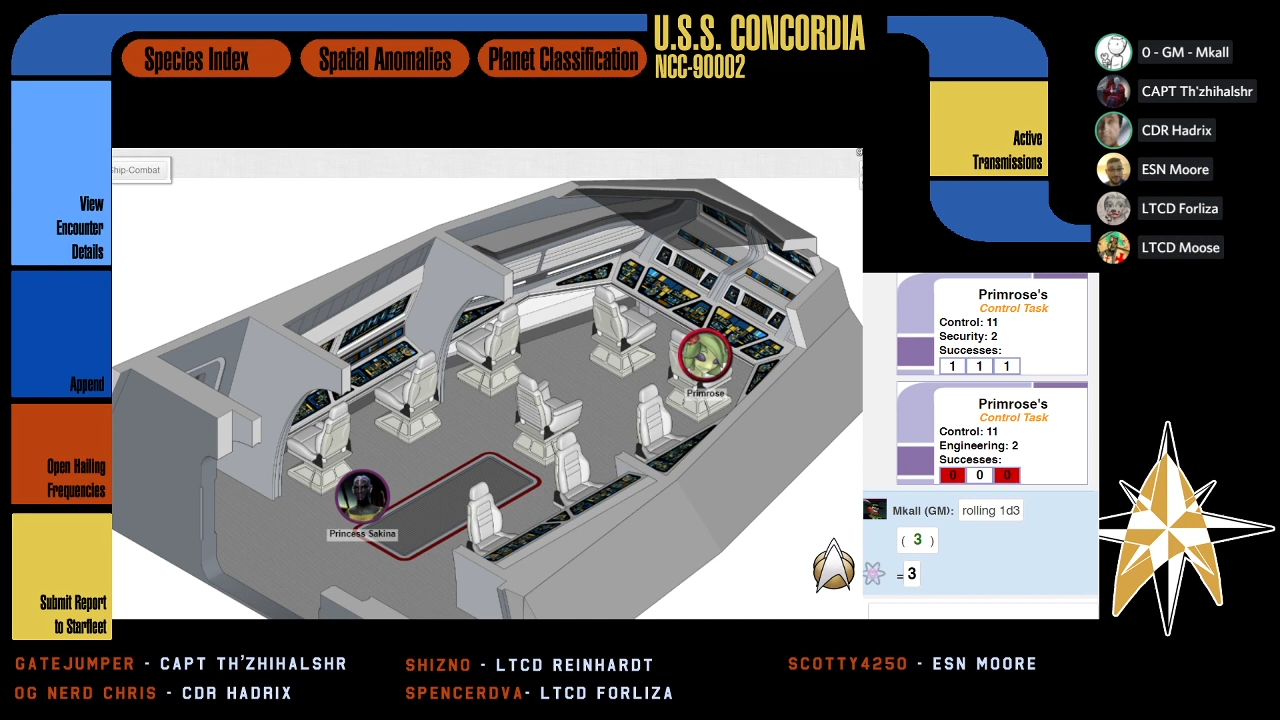 Species Index
Spatial Anomalies
Planet Classification
U.S.S. CONCORDIA
NCC-90002
0 - GM - Mkall
CAPT Th'zhihalshr
CDR Hadrix
ESN Moore
LTCD Forliza
LTCD Moose
Active
Transmissions
View
Encounter
Details
Append
Open Hailing
Frequencies
Submit Report
to Starfleet
hip-Combat
Primrose
Princess Sakina
Primrose's
Control Task
Control: 11
Security: 2
Successes:
1 1 1
Primrose's
Control Task
Control: 11
Engineering: 2
Successes:
0 0 0
Mkall (GM): rolling 1d3
( 3 )
=3
GATEJUMPER - CAPT TH'ZHIHALSHR
OG NERD CHRIS - CDR HADRIX
SHIZNO - LTCD REINHARDT
SPENCERDVA- LTCD FORLIZA
SCOTTY4250 - ESN MOORE